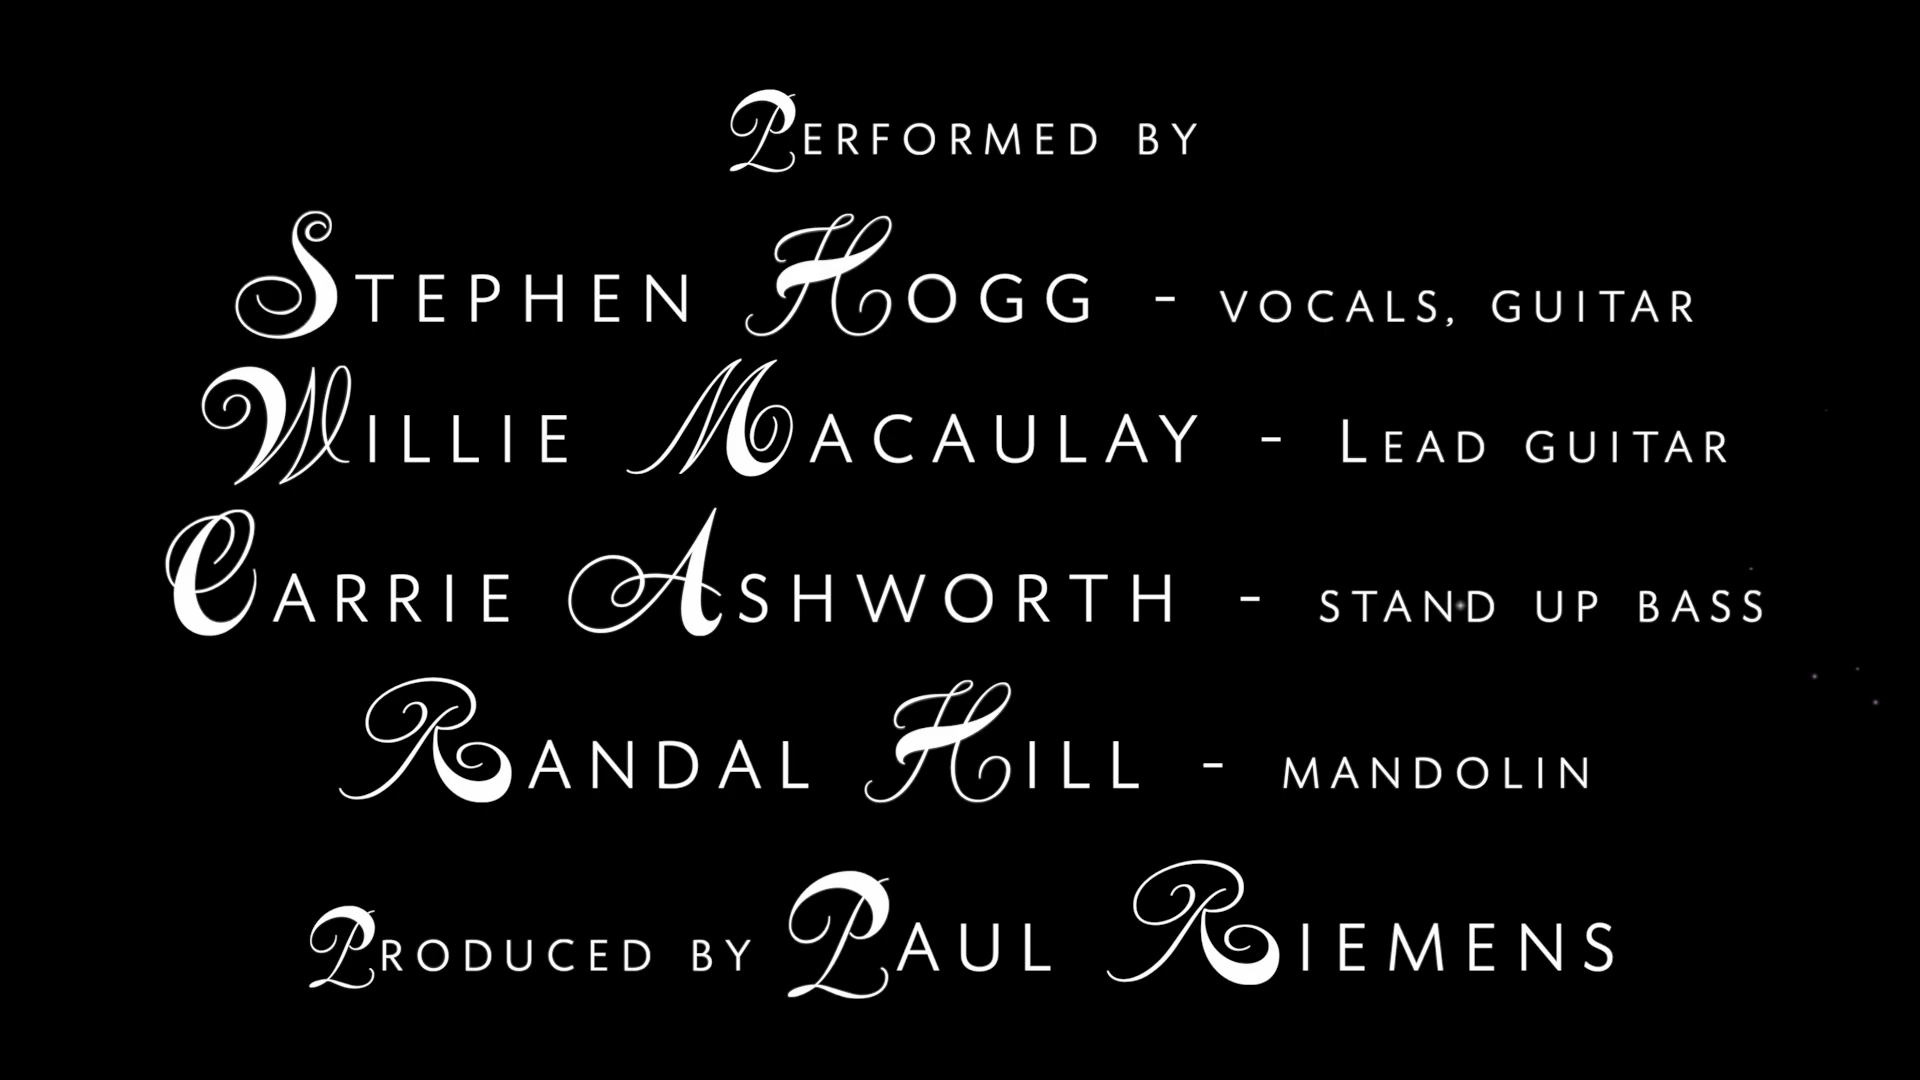 Performed by
Stephen Hogg - vocals, guitar
Willie Macaulay - Lead guitar
Carrie Ashworth - stand up bass
Randal Hill - mandolin
Produced by Paul Riemens